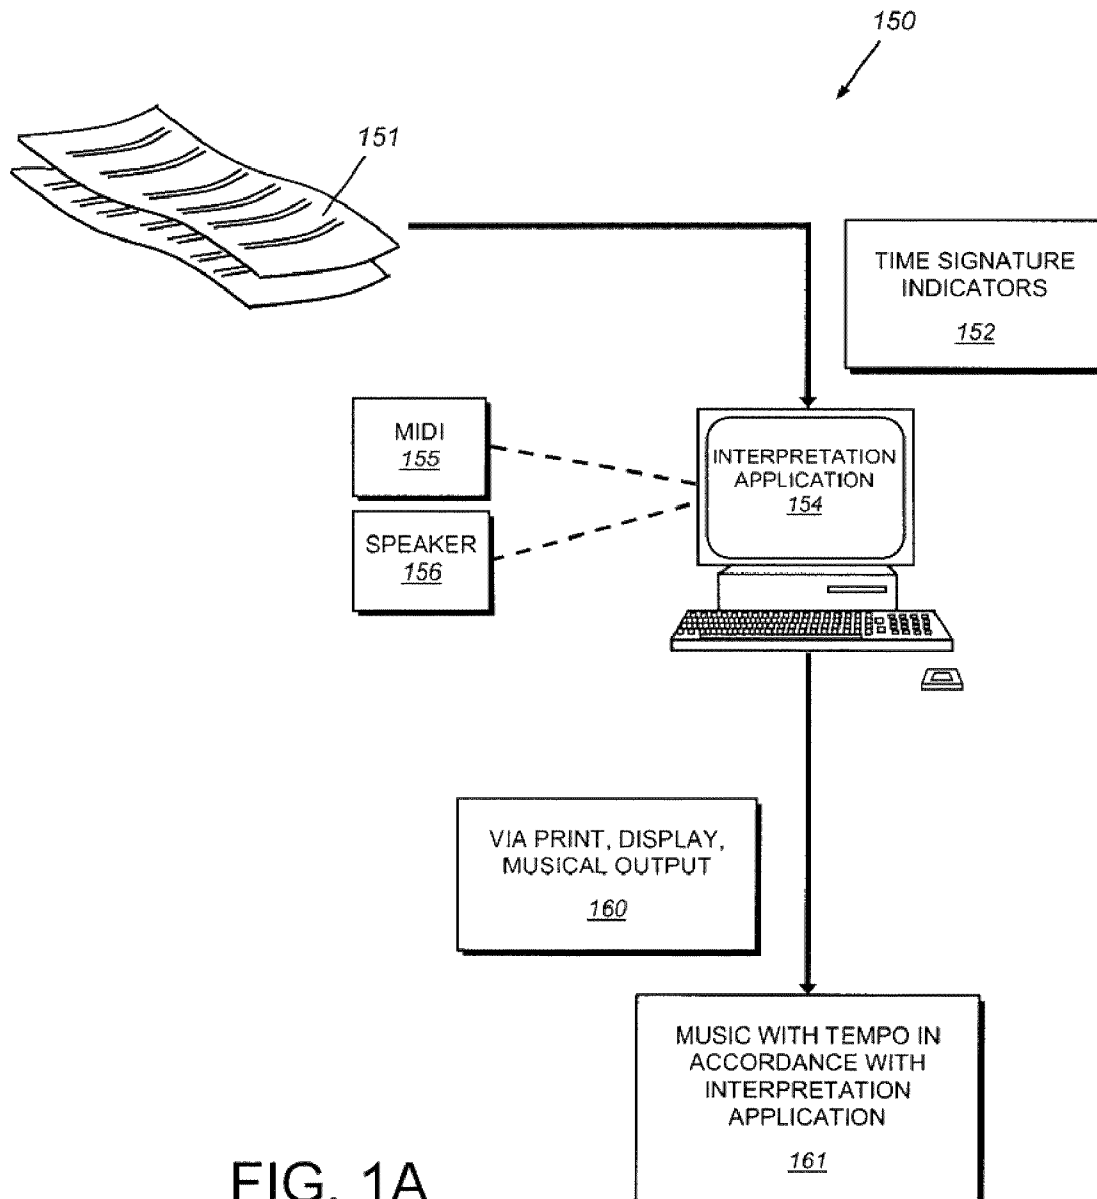 150
151
TIME SIGNATURE
INDICATORS
152
MIDI
155
SPEAKER
156
INTERPRETATION
APPLICATION
154
VIA PRINT, DISPLAY,
MUSICAL OUTPUT
160
MUSIC WITH TEMPO IN
ACCORDANCE WITH
INTERPRETATION
APPLICATION
161
FIG. 1A